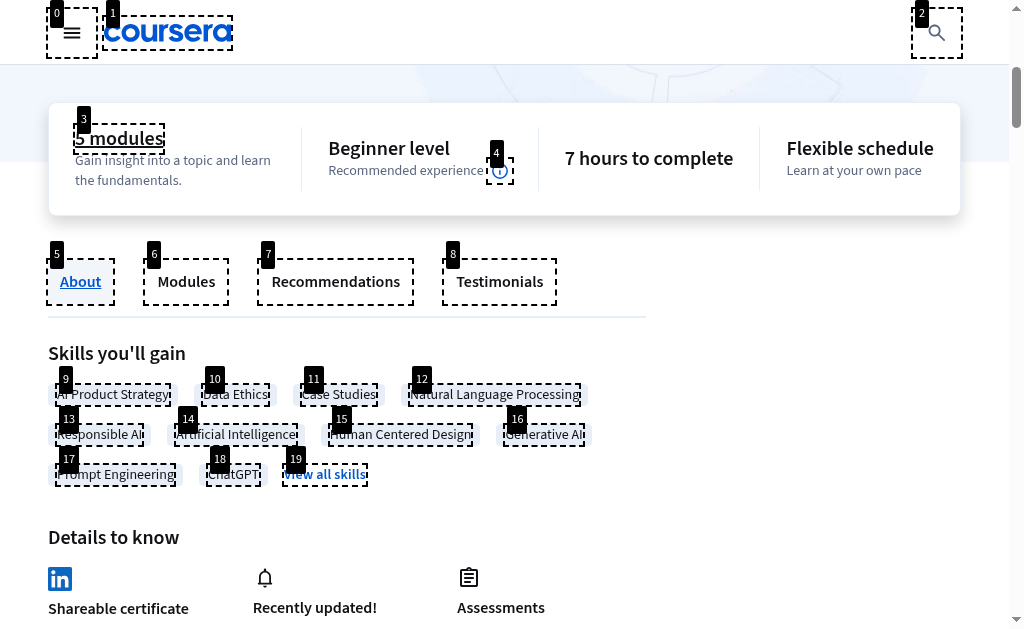 0
1
2
coursera
3
4
5 modules
Gain insight into a topic and learn
the fundamentals.
Beginner level
Recommended experience
7 hours to complete
Flexible schedule
Learn at your own pace
5
6
7
8
About
Modules
Recommendations
Testimonials
Skills you'll gain
9
10
11
12
AI Product Strategy
Data Ethics
Case Studies
Natural Language Processing
13
14
15
16
Responsible AI
Artificial Intelligence
Human Centered Design
Generative AI
17
18
19
Prompt Engineering
ChatGPT
View all skills
Details to know
in
Shareable certificate
Recently updated!
Assessments